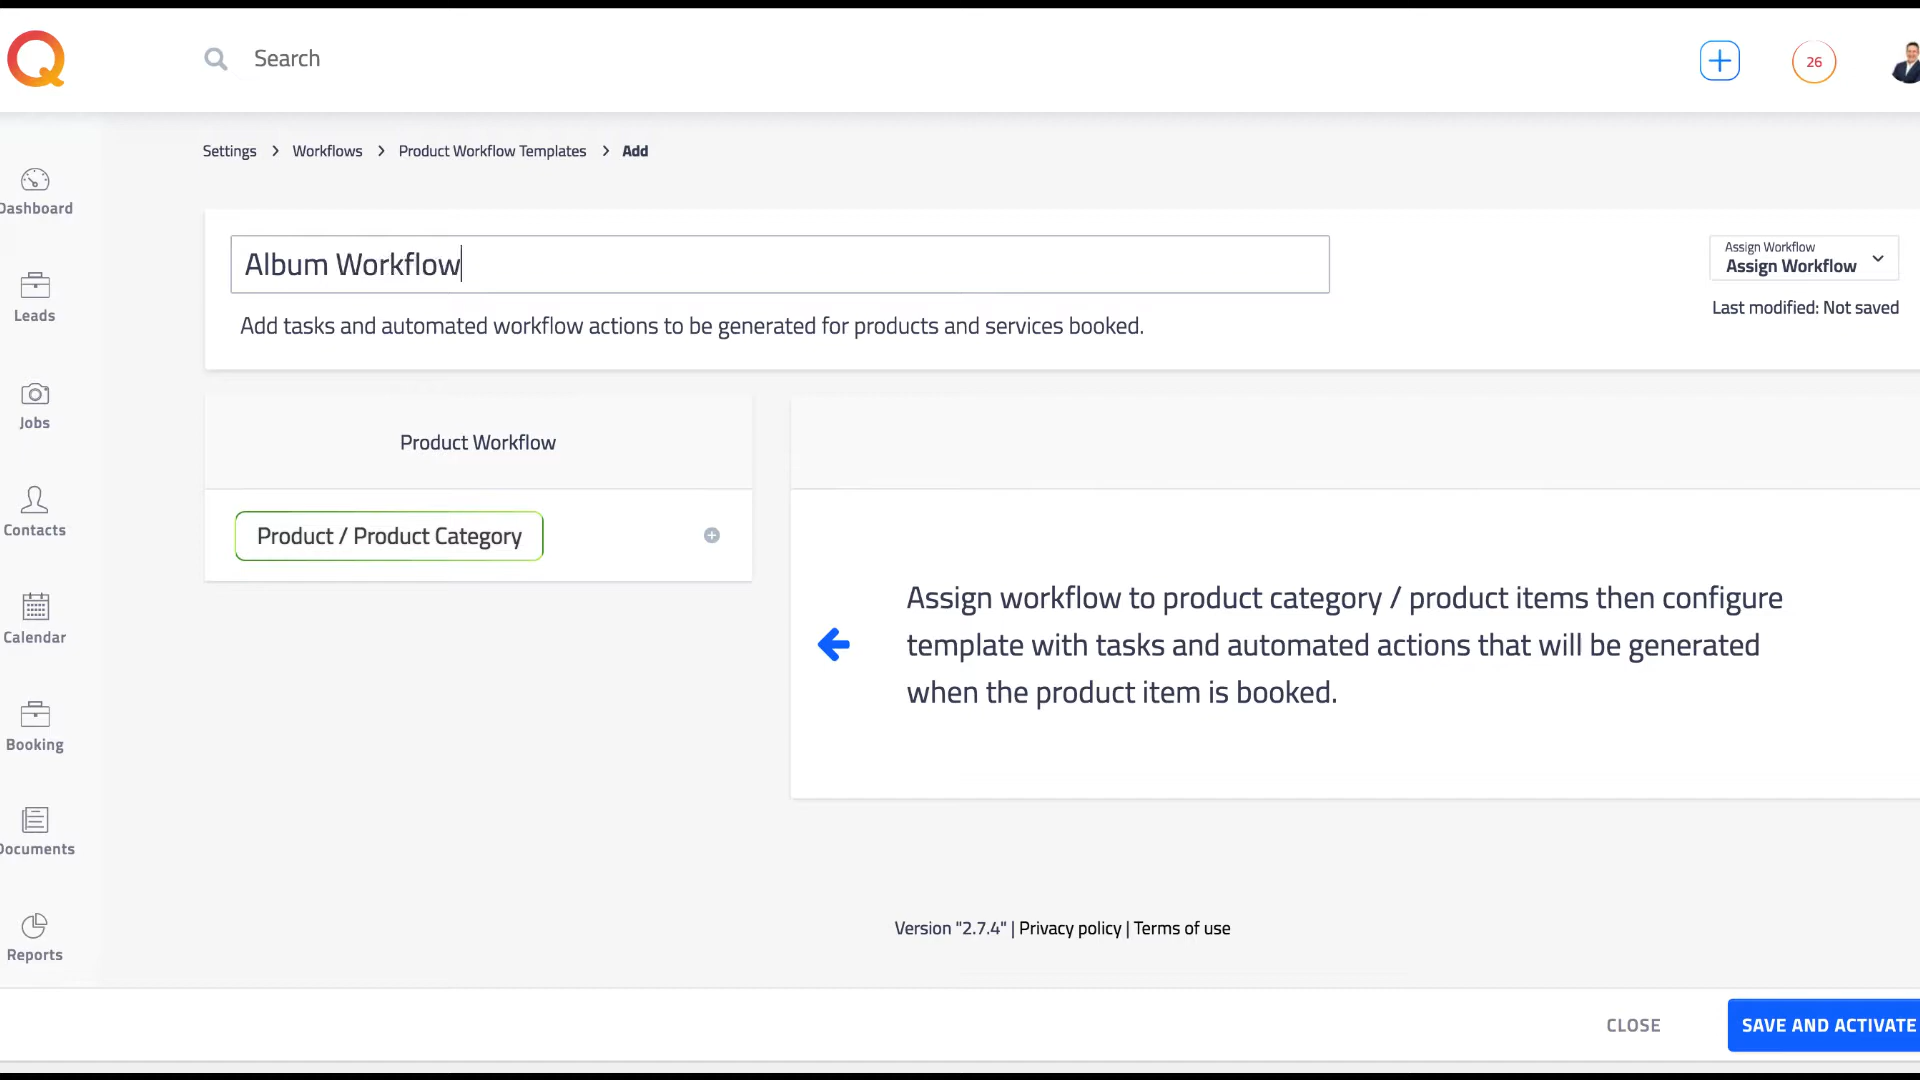 Search
26
Settings > Workflows > Product Workflow Templates > Add
Dashboard
Leads
Jobs
Contacts
Calendar
Booking
Documents
Reports
Album Workflow
Add tasks and automated workflow actions to be generated for products and services booked.
Assign Workflow
Assign Workflow
Last modified: Not saved
Product Workflow
Product / Product Category
Assign workflow to product category / product items then configure
template with tasks and automated actions that will be generated
when the product item is booked.
Version "2.7.4" | Privacy policy | Terms of use
CLOSE
SAVE AND ACTIVATE